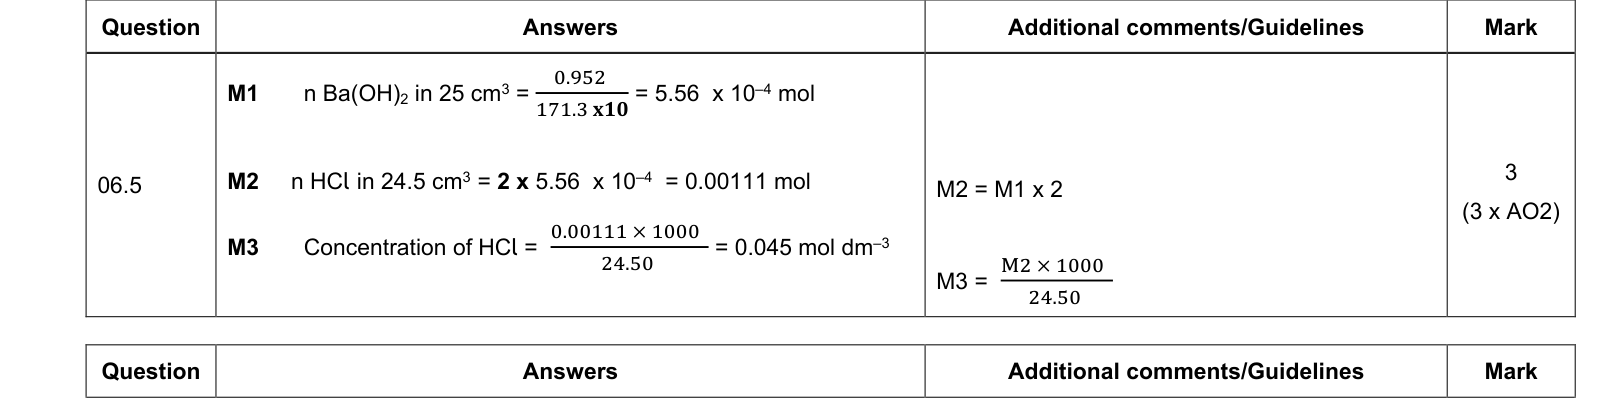 Question Answers Additional comments/Guidelines Mark
06.5
M1 n Ba(OH)₂ in 25 cm³ = 0.952 / 171.3 x10 = 5.56 x 10⁻⁴ mol
M2 n HCl in 24.5 cm³ = 2 x 5.56 x 10⁻⁴ = 0.00111 mol
M3 Concentration of HCl = 0.00111 × 1000 / 24.50 = 0.045 mol dm⁻³
M2 = M1 x 2
M3 = M2 × 1000 / 24.50
3
(3 x AO2)
Question Answers Additional comments/Guidelines Mark